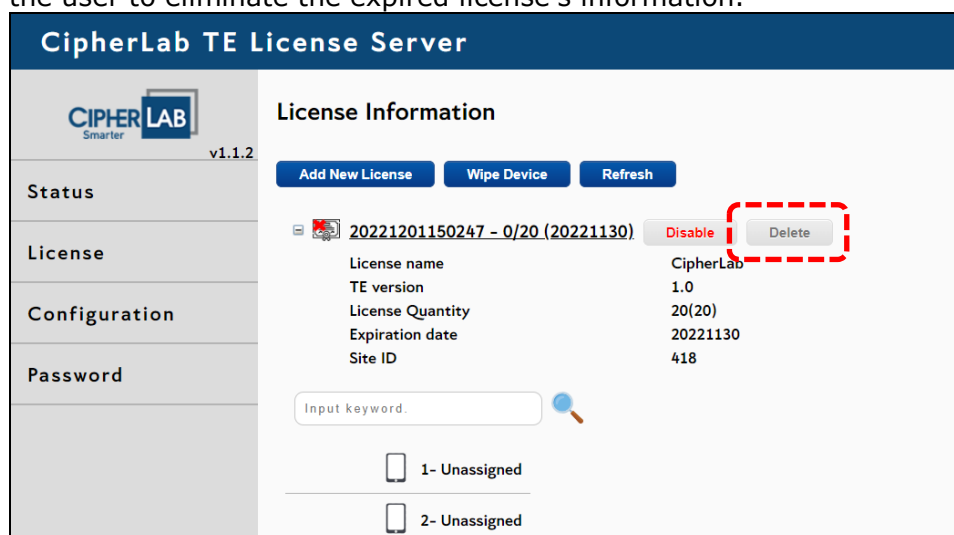 the user to eliminate the expired license's information.
CipherLab TE License Server
CIPHERLAB
Smarter
v1.1.2
Status
License
Configuration
Password
License Information
Add New License Wipe Device Refresh
20221201150247 - 0/20 (20221130) Disable Delete
License name CipherLab
TE version 1.0
License Quantity 20(20)
Expiration date 20221130
Site ID 418
Input keyword.
1- Unassigned
2- Unassigned